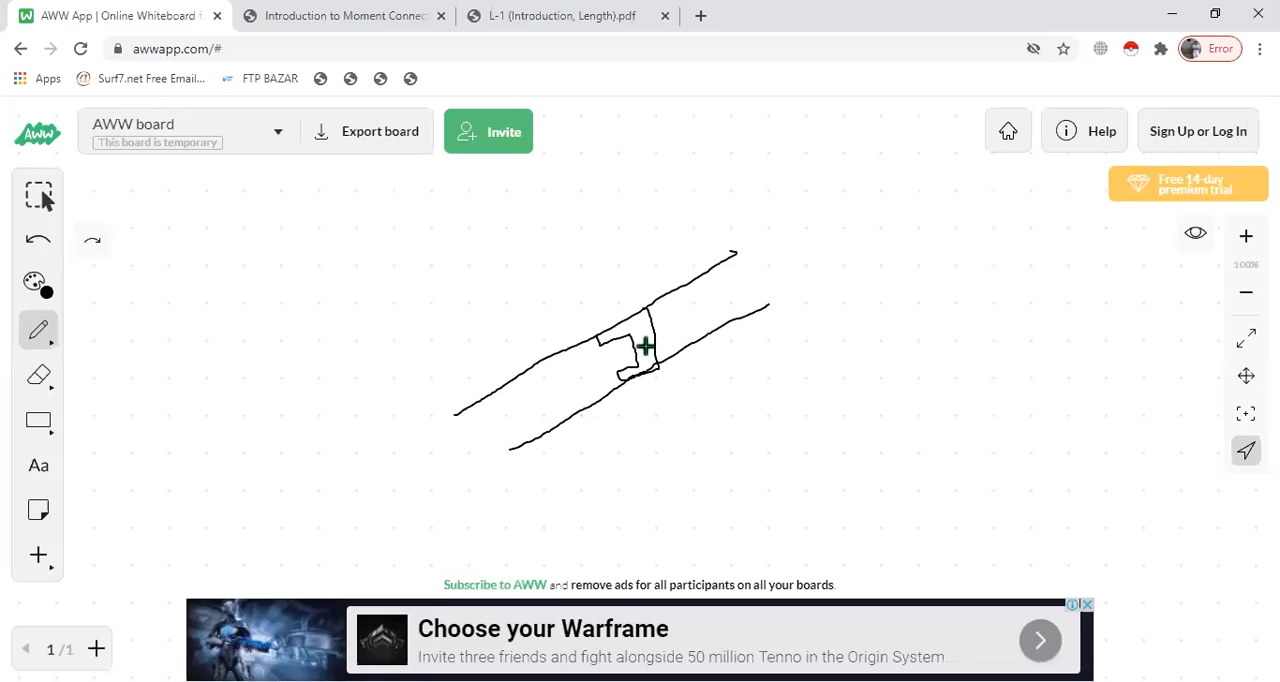 AWW App | Online Whiteboard f
Introduction to Moment Connec
L-1 (Introduction, Length).pdf
awwapp.com/#
Error
Apps
Surf7.net Free Email...
FTP BAZAR
AWW
AWW board
This board is temporary
Export board
Invite
Help
Sign Up or Log In
Free 14-day
premium trial
100%
Aa
Subscribe to AWW and remove ads for all participants on all your boards.
Choose your Warframe
Invite three friends and fight alongside 50 million Tenno in the Origin System.
1 /1